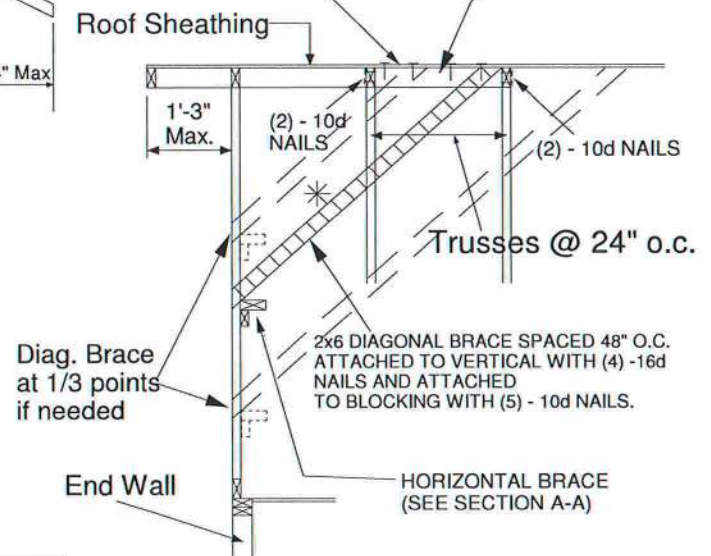 Roof Sheathing
" Max
1'-3"
Max.
(2) - 10d
NAILS
(2) - 10d NAILS
Trusses @ 24" o.c.
2x6 DIAGONAL BRACE SPACED 48" O.C.
ATTACHED TO VERTICAL WITH (4) -16d
NAILS AND ATTACHED
TO BLOCKING WITH (5) - 10d NAILS.
Diag. Brace
at 1/3 points
if needed
HORIZONTAL BRACE
(SEE SECTION A-A)
End Wall